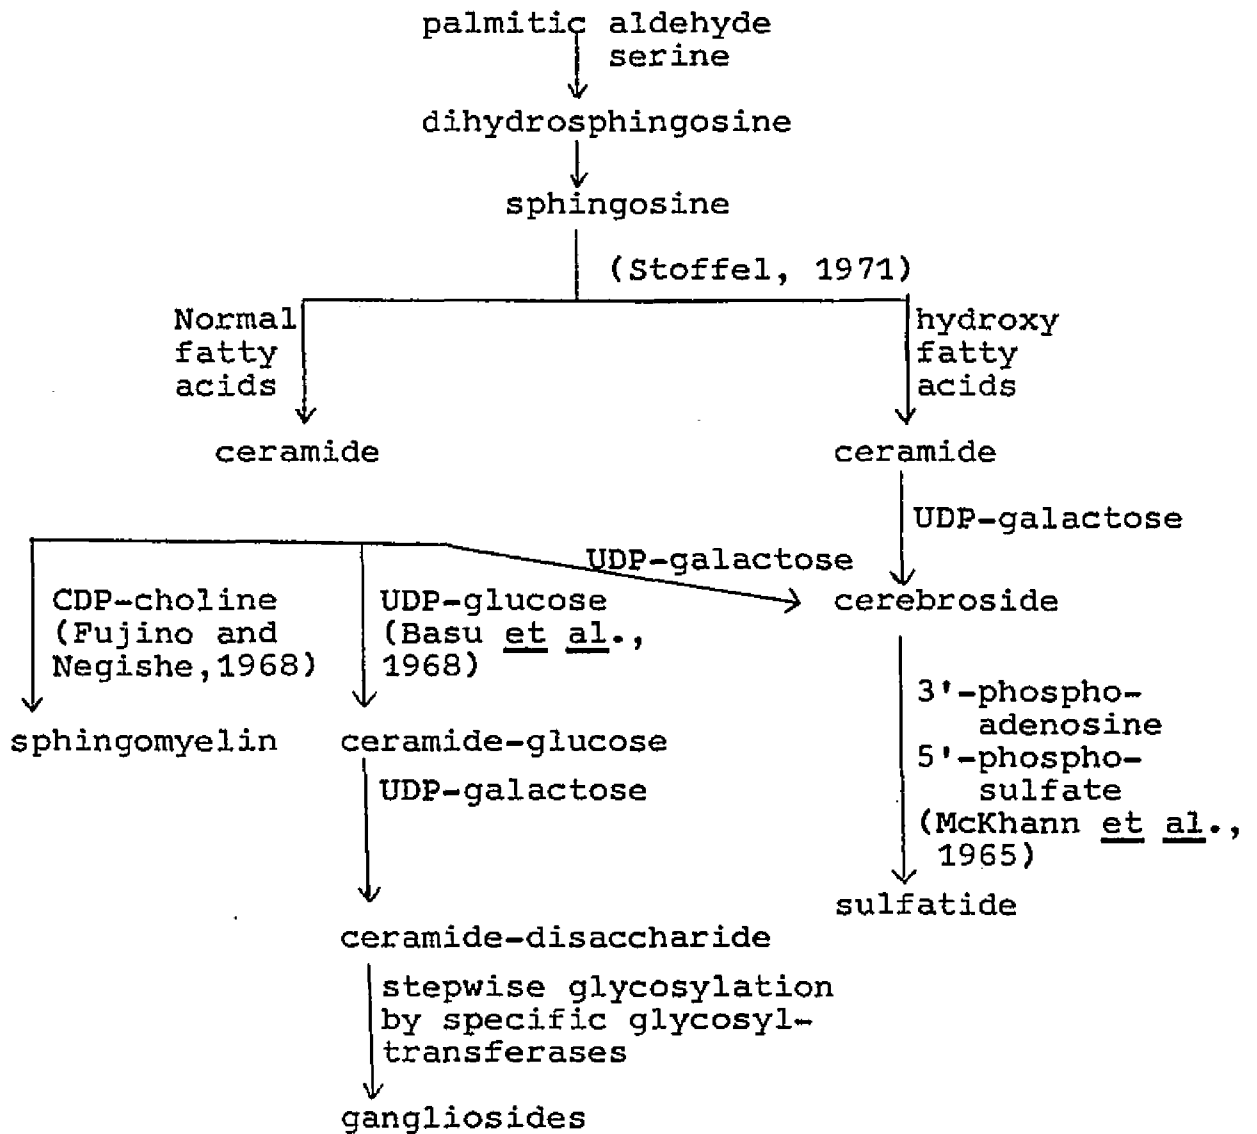 palmitic aldehyde
serine
dihydrosphingosine
sphingosine
(Stoffel, 1971)
Normal
fatty
acids
hydroxy
fatty
acids
ceramide
ceramide
UDP-galactose
UDP-galactose
cerebroside
CDP-choline
(Fujino and
Negishe,1968)
UDP-glucose
(Basu et al.,
1968)
3'-phospho-
adenosine
5'-phospho-
sulfate
(McKhann et al.,
1965)
sphingomyelin
ceramide-glucose
UDP-galactose
sulfatide
ceramide-disaccharide
stepwise glycosylation
by specific glycosyl-
transferases
gangliosides